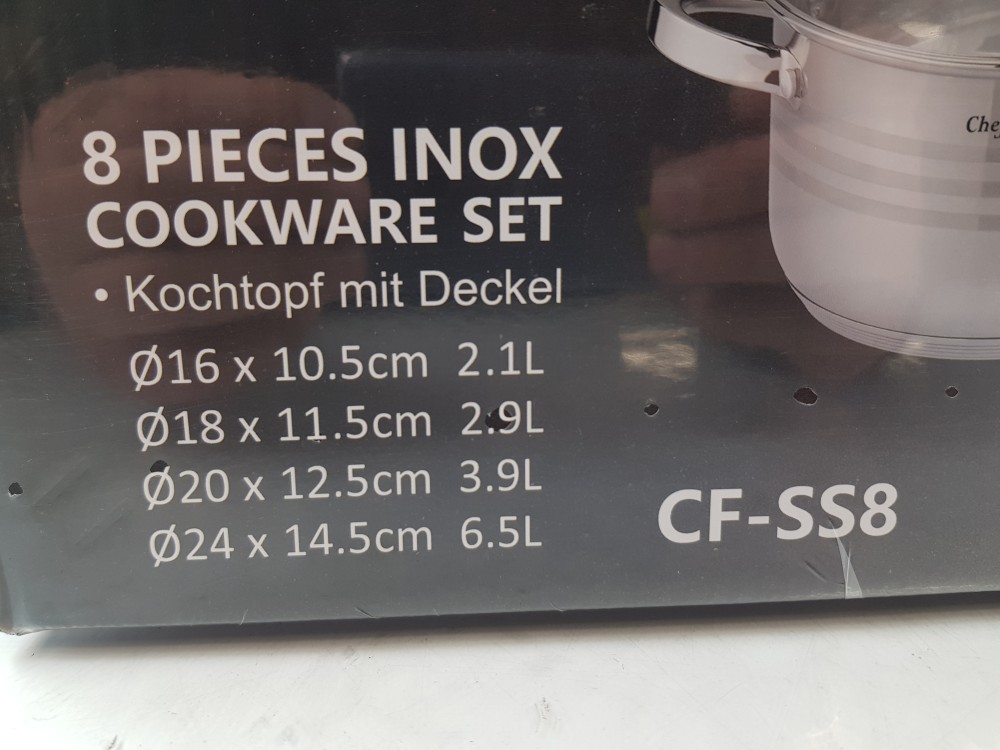 8 PIECES INOX
COOKWARE SET
• Kochtopf mit Deckel
Ø16 x 10.5cm 2.1L
Ø18 x 11.5cm 2.9L
Ø20 x 12.5cm 3.9L
Ø24 x 14.5cm 6.5L
CF-SS8